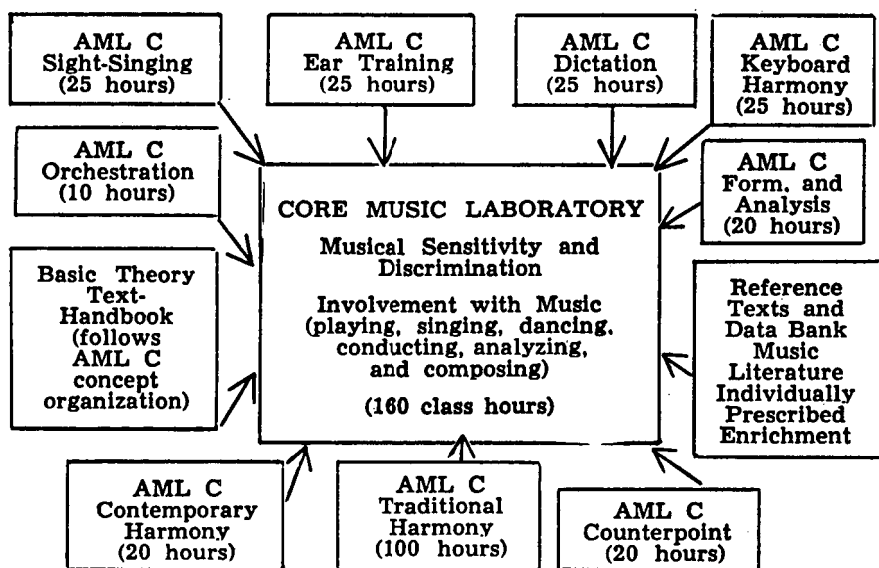 AML C
Sight-Singing
(25 hours)
AML C
Ear Training
(25 hours)
AML C
Dictation
(25 hours)
AML C
Keyboard
Harmony
(25 hours)
AML C
Orchestration
(10 hours)
AML C
Form. and
Analysis
(20 hours)
CORE MUSIC LABORATORY
Musical Sensitivity and
Discrimination
Involvement with Music
(playing, singing, dancing,
conducting, analyzing,
and composing)
(160 class hours)
Basic Theory
Text-
Handbook
(follows
AML C
concept
organization)
Reference
Texts and
Data Bank
Music
Literature
Individually
Prescribed
Enrichment
AML C
Contemporary
Harmony
(20 hours)
AML C
Traditional
Harmony
(100 hours)
AML C
Counterpoint
(20 hours)